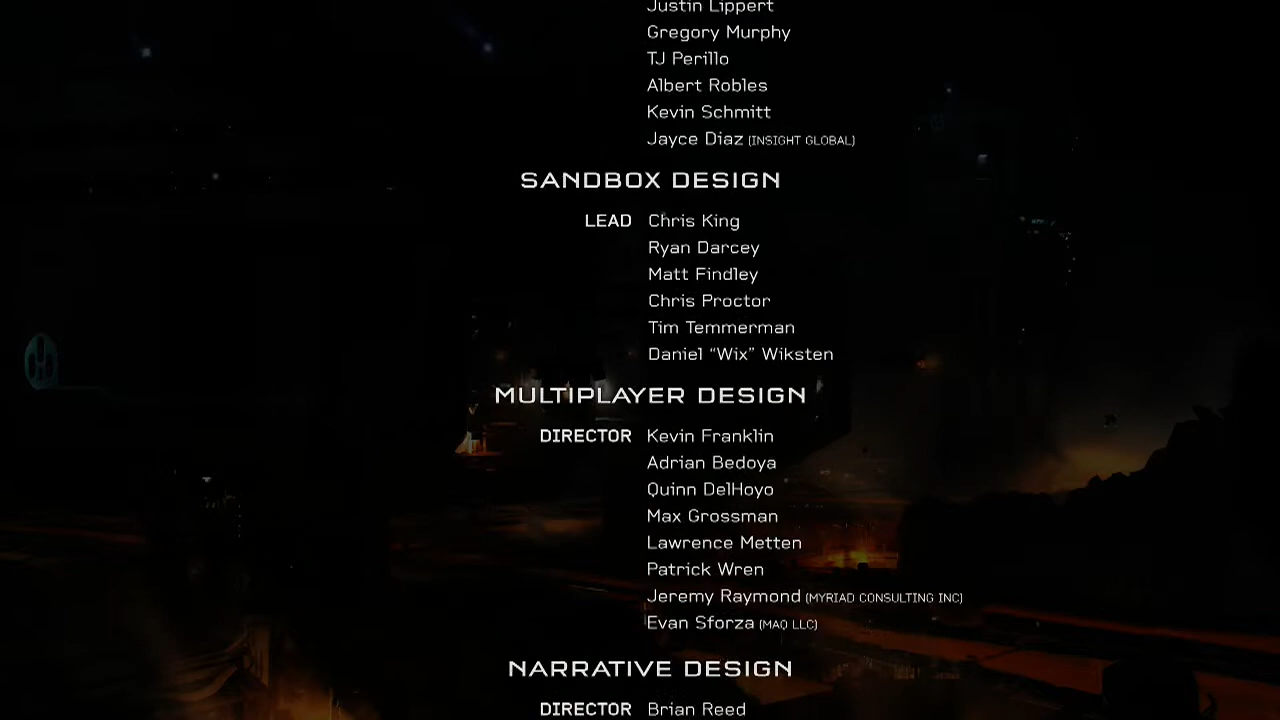 Justin Lippert
Gregory Murphy
TJ Perillo
Albert Robles
Kevin Schmitt
Jayce Diaz (INSIGHT GLOBAL)
SANDBOX DESIGN
LEAD Chris King
Ryan Darcey
Matt Findley
Chris Proctor
Tim Temmerman
Daniel “Wix” Wiksten
MULTIPLAYER DESIGN
DIRECTOR Kevin Franklin
Adrian Bedoya
Quinn DelHoyo
Max Grossman
Lawrence Metten
Patrick Wren
Jeremy Raymond (MYRIAD CONSULTING INC)
Evan Sforza (MAQ LLC)
NARRATIVE DESIGN
DIRECTOR Brian Reed